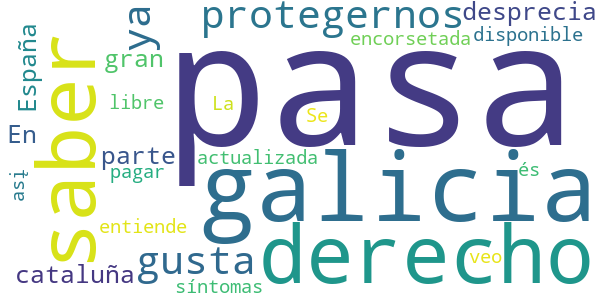 protegernos
desprecia
ya
encorsetada
disponible
España
gran
saber
pasa
libre
La
Se
En
parte
actualizada
galicia
és
pagar
así
entiende
derecho
gusta
veo
cataluña
síntomas